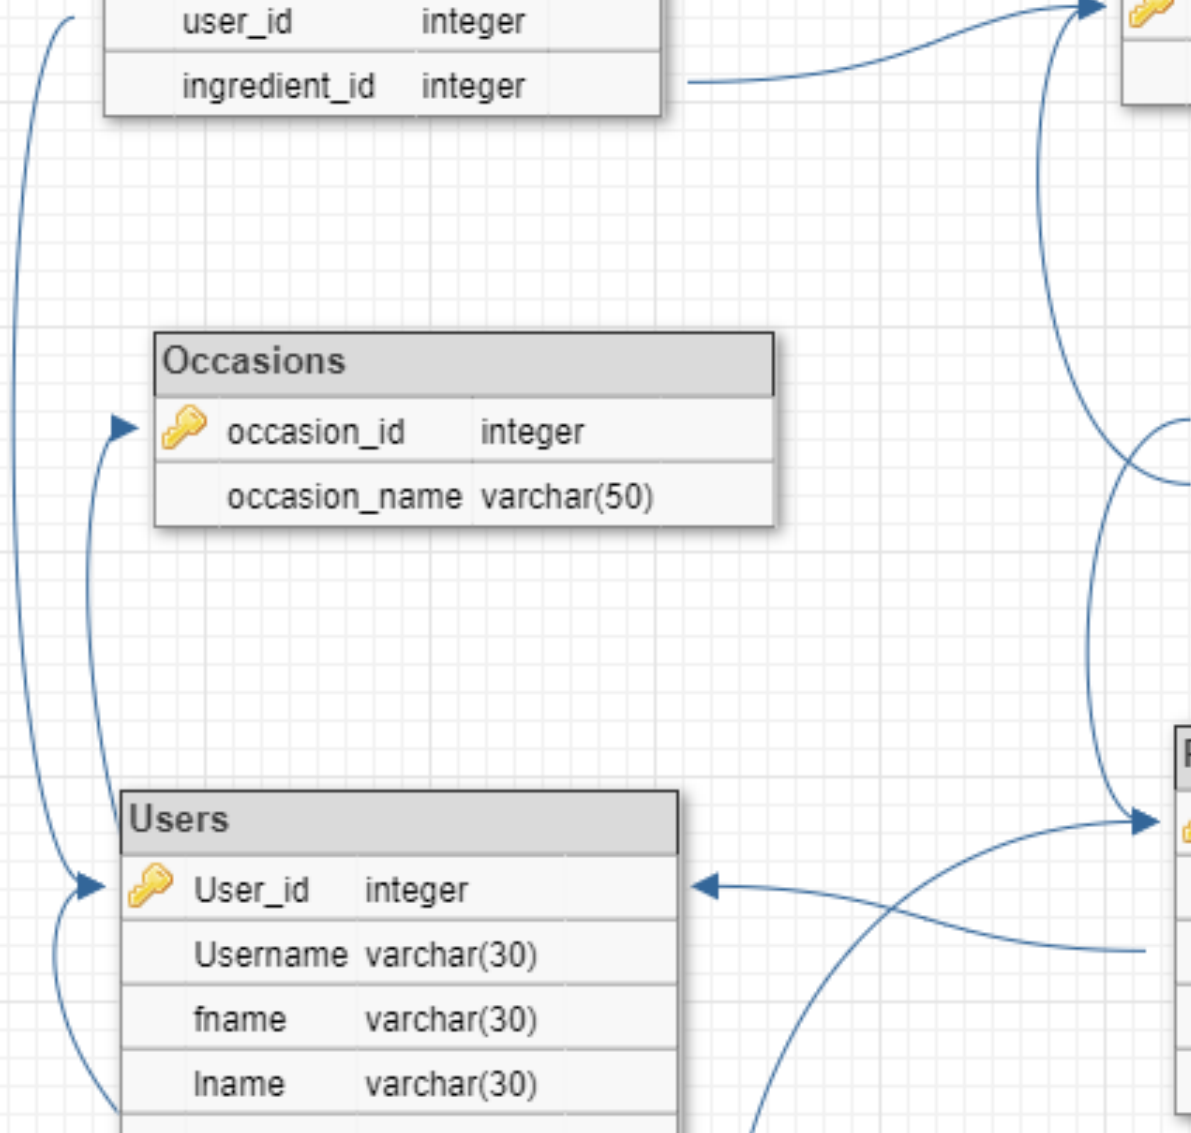 user_id integer
ingredient_id integer
Occasions
occasion_id integer
occasion_name varchar(50)
Users
User_id integer
Username varchar(30)
fname varchar(30)
lname varchar(30)